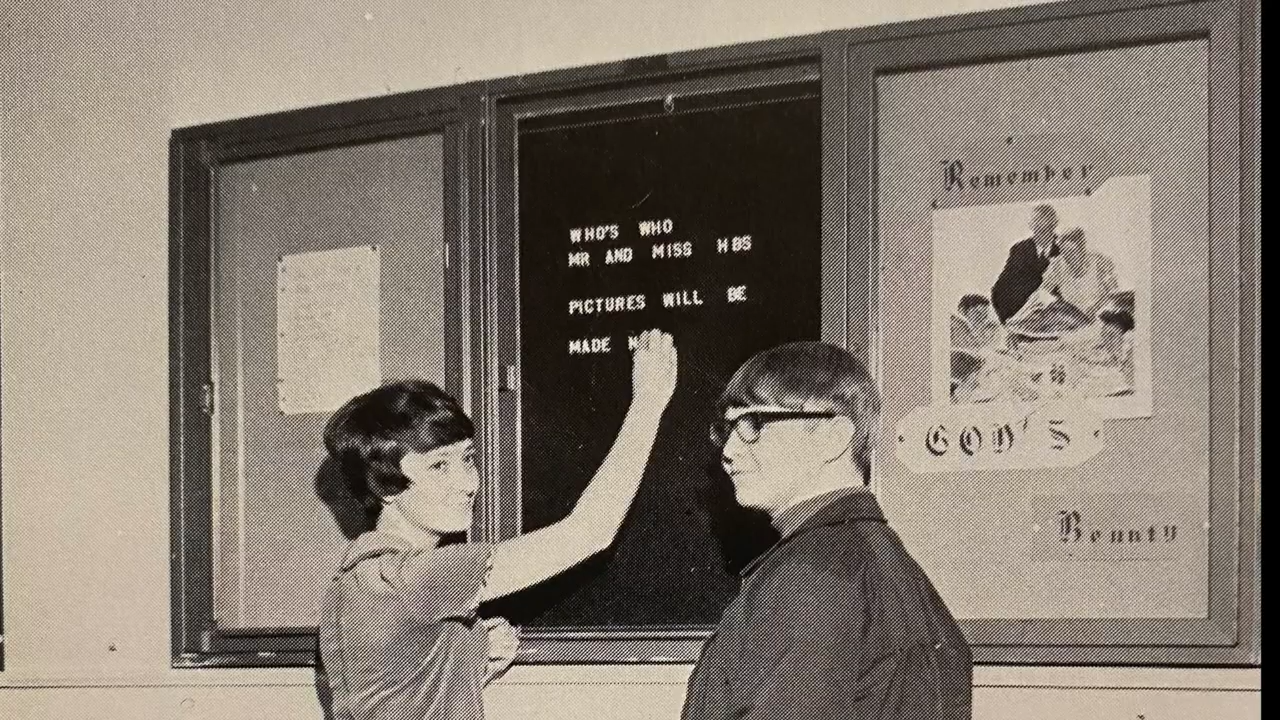 WHO'S WHO
MR AND MISS HBS
PICTURES WILL BE
MADE N
Remember
GOD'S
Bounty